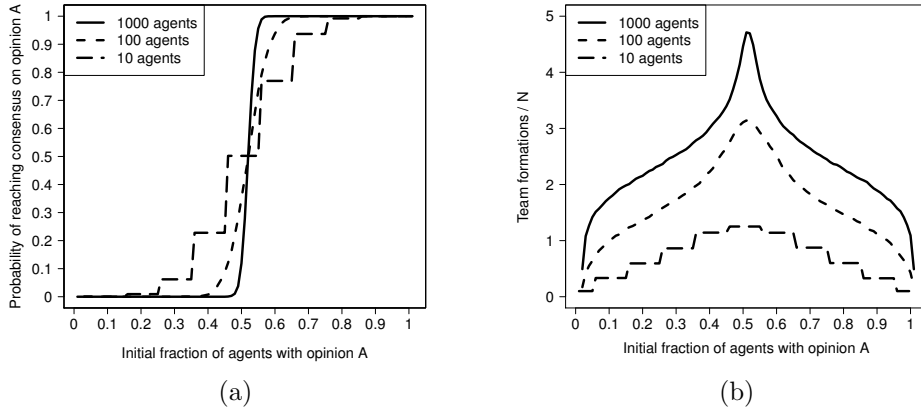 1000 agents
100 agents
10 agents
Probability of reaching consensus on opinion A
1
0.9
0.8
0.7
0.6
0.5
0.4
0.3
0.2
0.1
0
0 0.1 0.2 0.3 0.4 0.5 0.6 0.7 0.8 0.9 1
Initial fraction of agents with opinion A
(a)
1000 agents
100 agents
10 agents
Team formations / N
5
4
3
2
1
0
0 0.1 0.2 0.3 0.4 0.5 0.6 0.7 0.8 0.9 1
Initial fraction of agents with opinion A
(b)